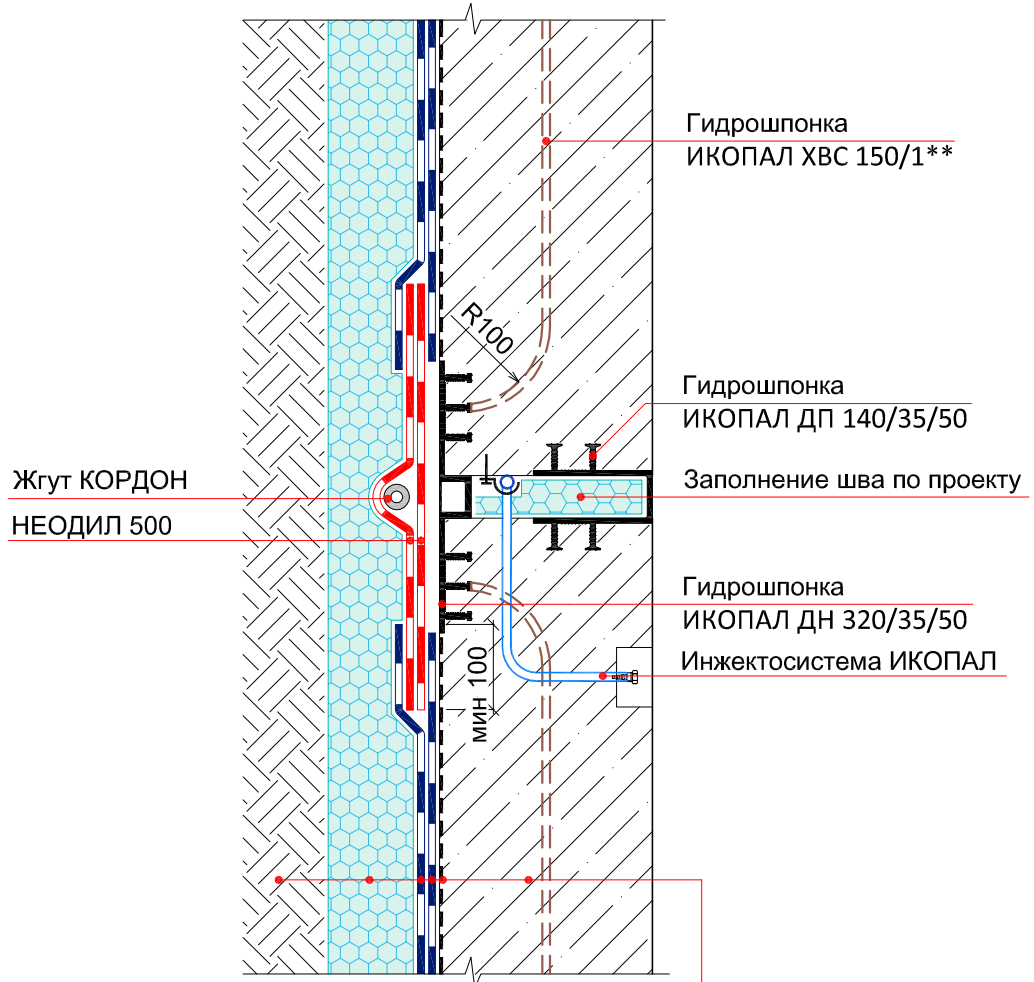 Гидрошпонка
ИКОПАЛ ХВС 150/1**
R100
Гидрошпонка
ИКОПАЛ ДП 140/35/50
Жгут КОРДОН
НЕОДИЛ 500
Заполнение шва по проекту
Гидрошпонка
ИКОПАЛ ДН 320/35/50
Инжектосистема ИКОПАЛ
мин 100